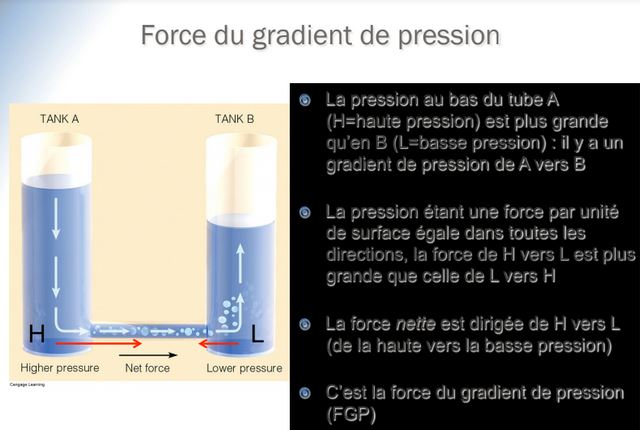 Force du gradient de pression
TANK A
TANK B
H
L
Higher pressure
Net force
Lower pressure
Cengage Learning
La pression au bas du tube A
(H=haute pression) est plus grande
qu'en B (L=basse pression) : il y a un
gradient de pression de A vers B
La pression étant une force par unité
de surface égale dans toutes les
directions, la force de H vers L est plus
grande que celle de L vers H
La force nette est dirigée de H vers L
(de la haute vers la basse pression)
C'est la force du gradient de pression
(FGP)